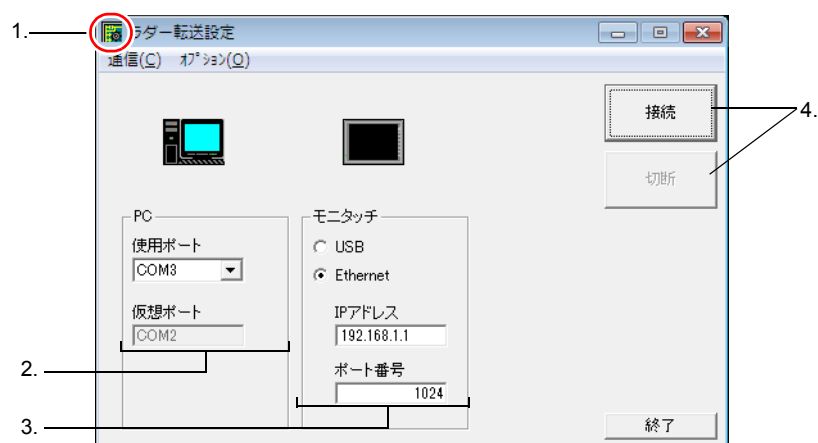 1.
ラダー転送設定
通信(C) ｵﾌﾟｼｮﾝ(O)
接続
4.
切断
PC
使用ポート
COM3
仮想ポート
COM2
2.
モニタッチ
USB
Ethernet
IPアドレス
192.168.1.1
ポート番号
1024
3.
終了